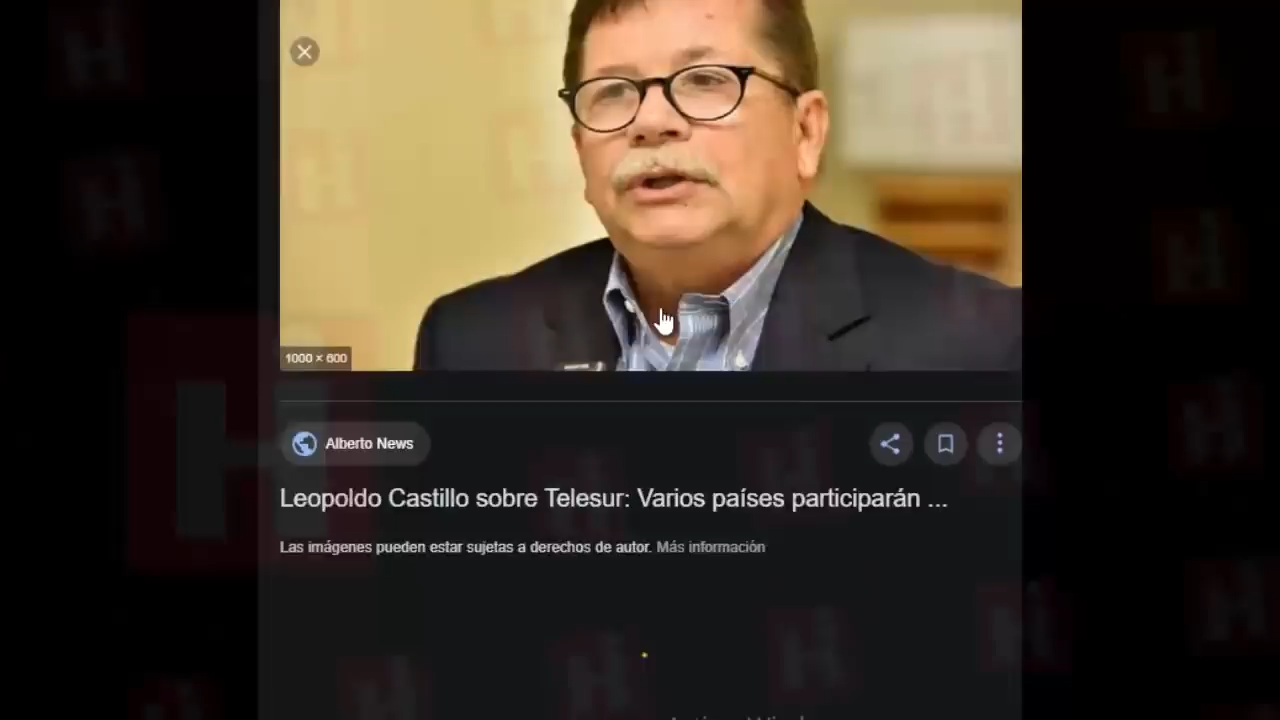 1000 × 600
Alberto News
Leopoldo Castillo sobre Telesur: Varios países participarán ...
Las imágenes pueden estar sujetas a derechos de autor. Más información